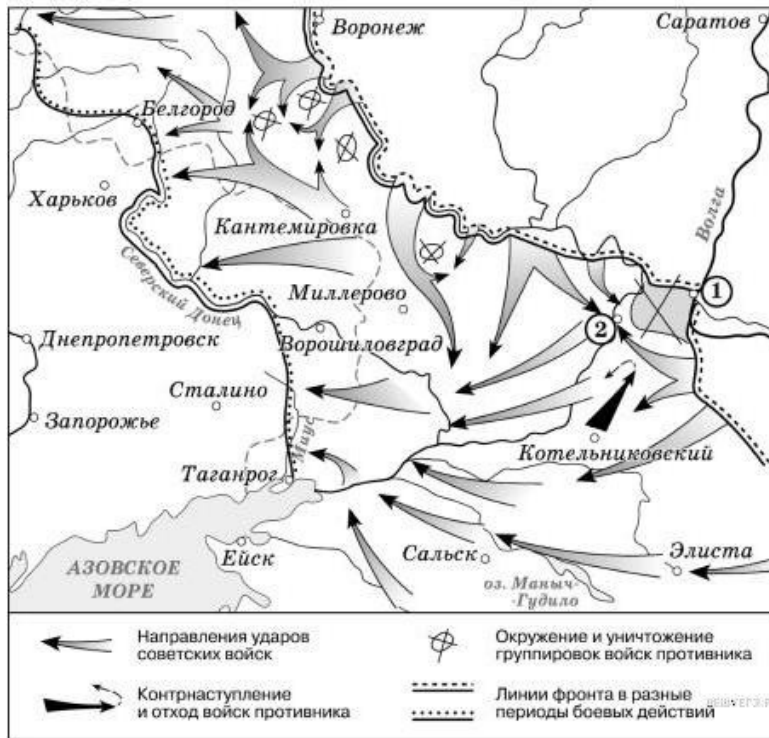 Воронеж
Саратов
Белгород
Харьков
Волга
Кантемировка
Северский Донец
Миллерово
1
2
Днепропетровск
Ворошиловград
Сталино
Запорожье
Миус
Котельниковский
Таганрог
АЗОВСКОЕ
МОРЕ
Ейск
Сальск
Элиста
оз. Маныч-
-Гудило
Направления ударов
советских войск
Окружение и уничтожение
группировок войск противника
Контрнаступление
и отход войск противника
Линии фронта в разные
периоды боевых действий